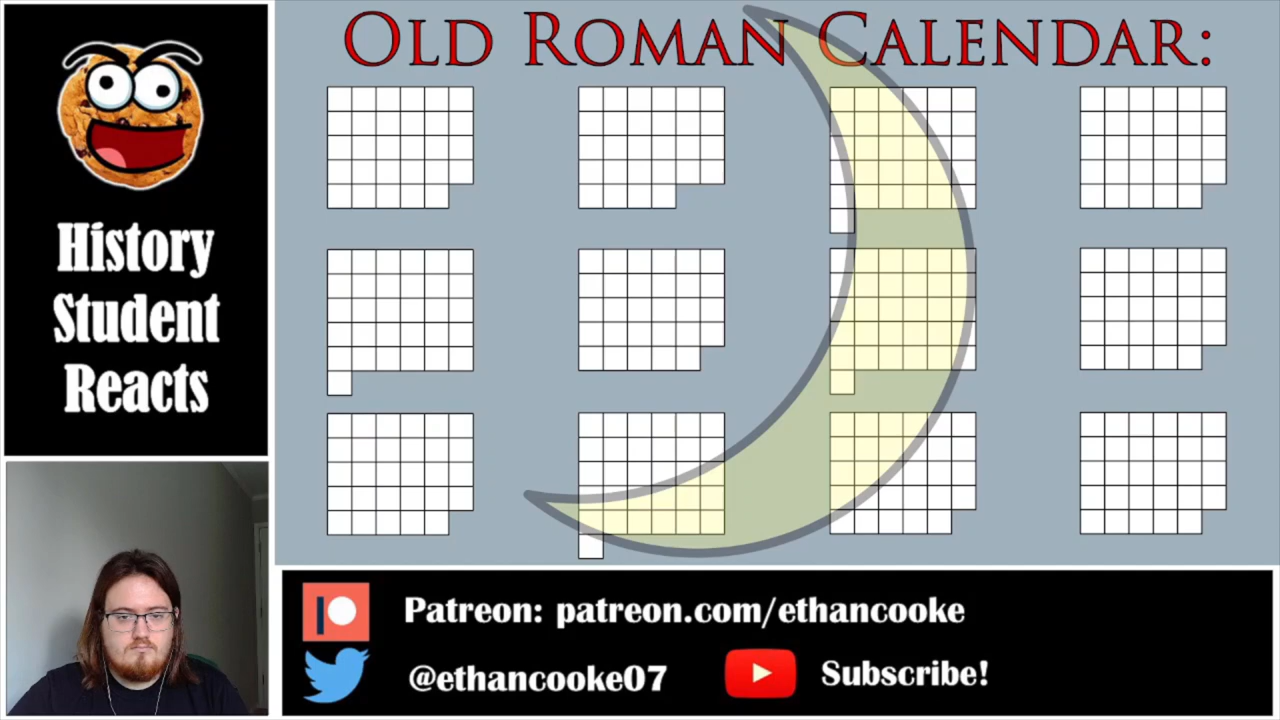 OLD ROMAN CALENDAR:
History
Student
Reacts
Patreon: patreon.com/ethancooke
@ethancooke07
Subscribe!